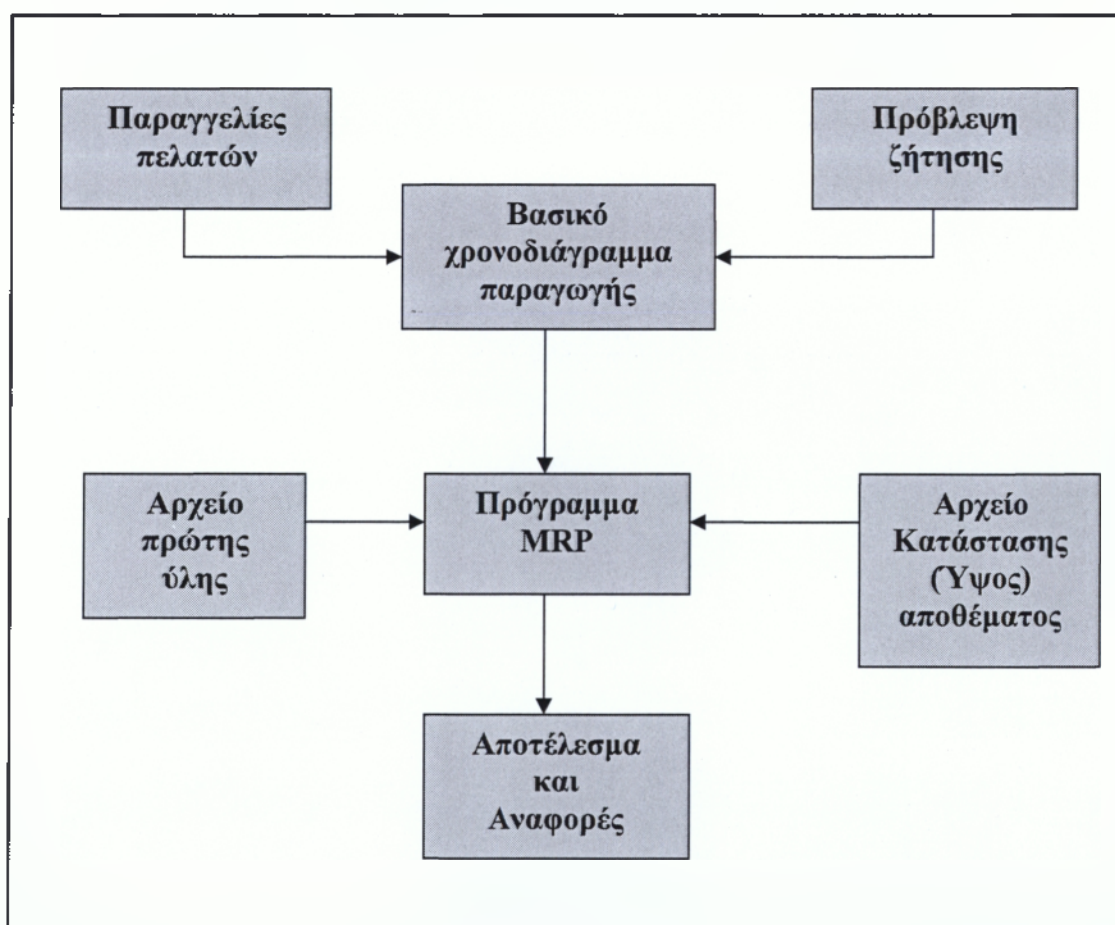 Παραγγελίες
πελατών
Πρόβλεψη
ζήτησης
Βασικό
χρονοδιάγραμμα
παραγωγής
Αρχείο
πρώτης
ύλης
Πρόγραμμα
MRP
Αρχείο
Κατάστασης
(Ύψος)
αποθέματος
Αποτέλεσμα
και
Αναφορές